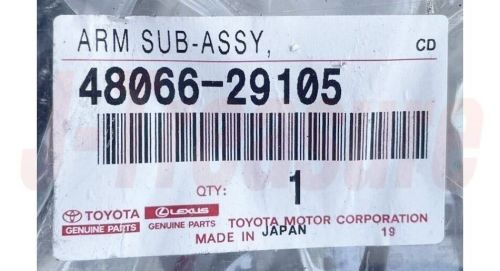 ARM SUB-ASSY, CD
48066-29105
QTY: 1
TOYOTA LEXUS TOYOTA MOTOR CORPORATION
GENUINE PARTS GENUINE PARTS MADE IN JAPAN 19